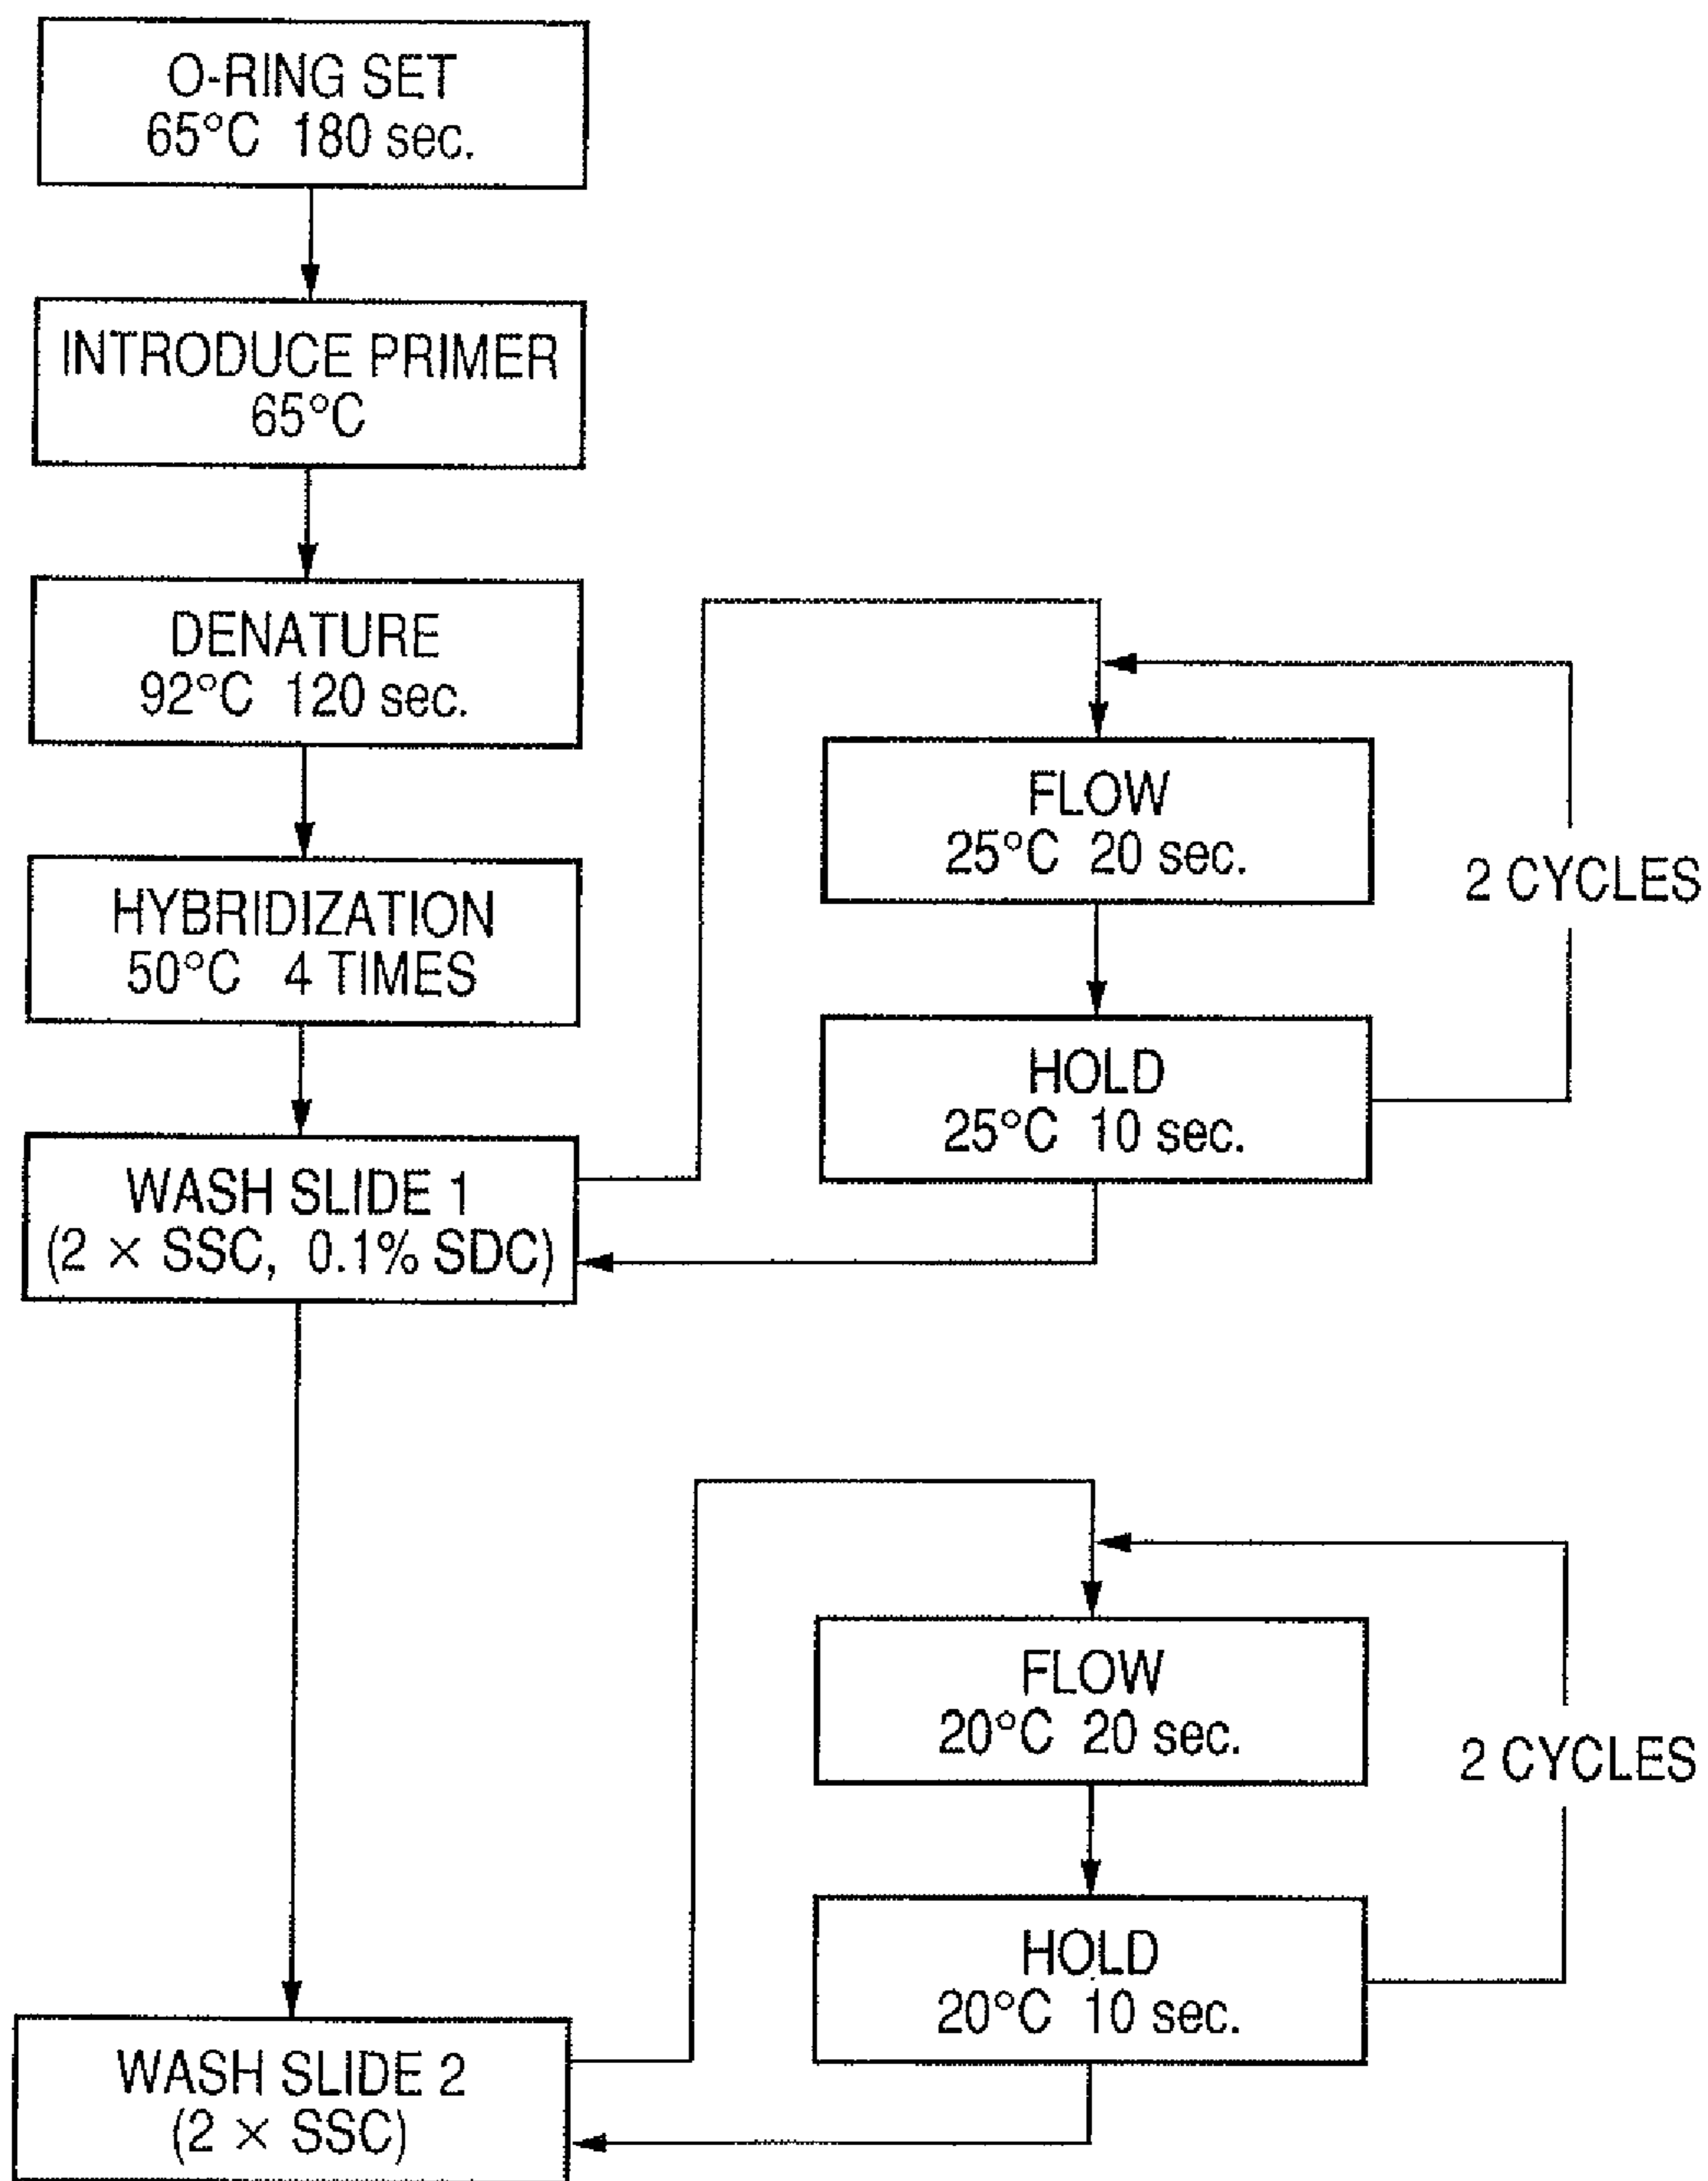 O-RING SET
65°C 180 sec.
INTRODUCE PRIMER
65°C
DENATURE
92°C 120 sec.
HYBRIDIZATION
50°C 4 TIMES
WASH SLIDE 1
(2 × SSC, 0.1% SDC)
FLOW
25°C 20 sec.
HOLD
25°C 10 sec.
2 CYCLES
WASH SLIDE 2
(2 × SSC)
FLOW
20°C 20 sec.
HOLD
20°C 10 sec.
2 CYCLES